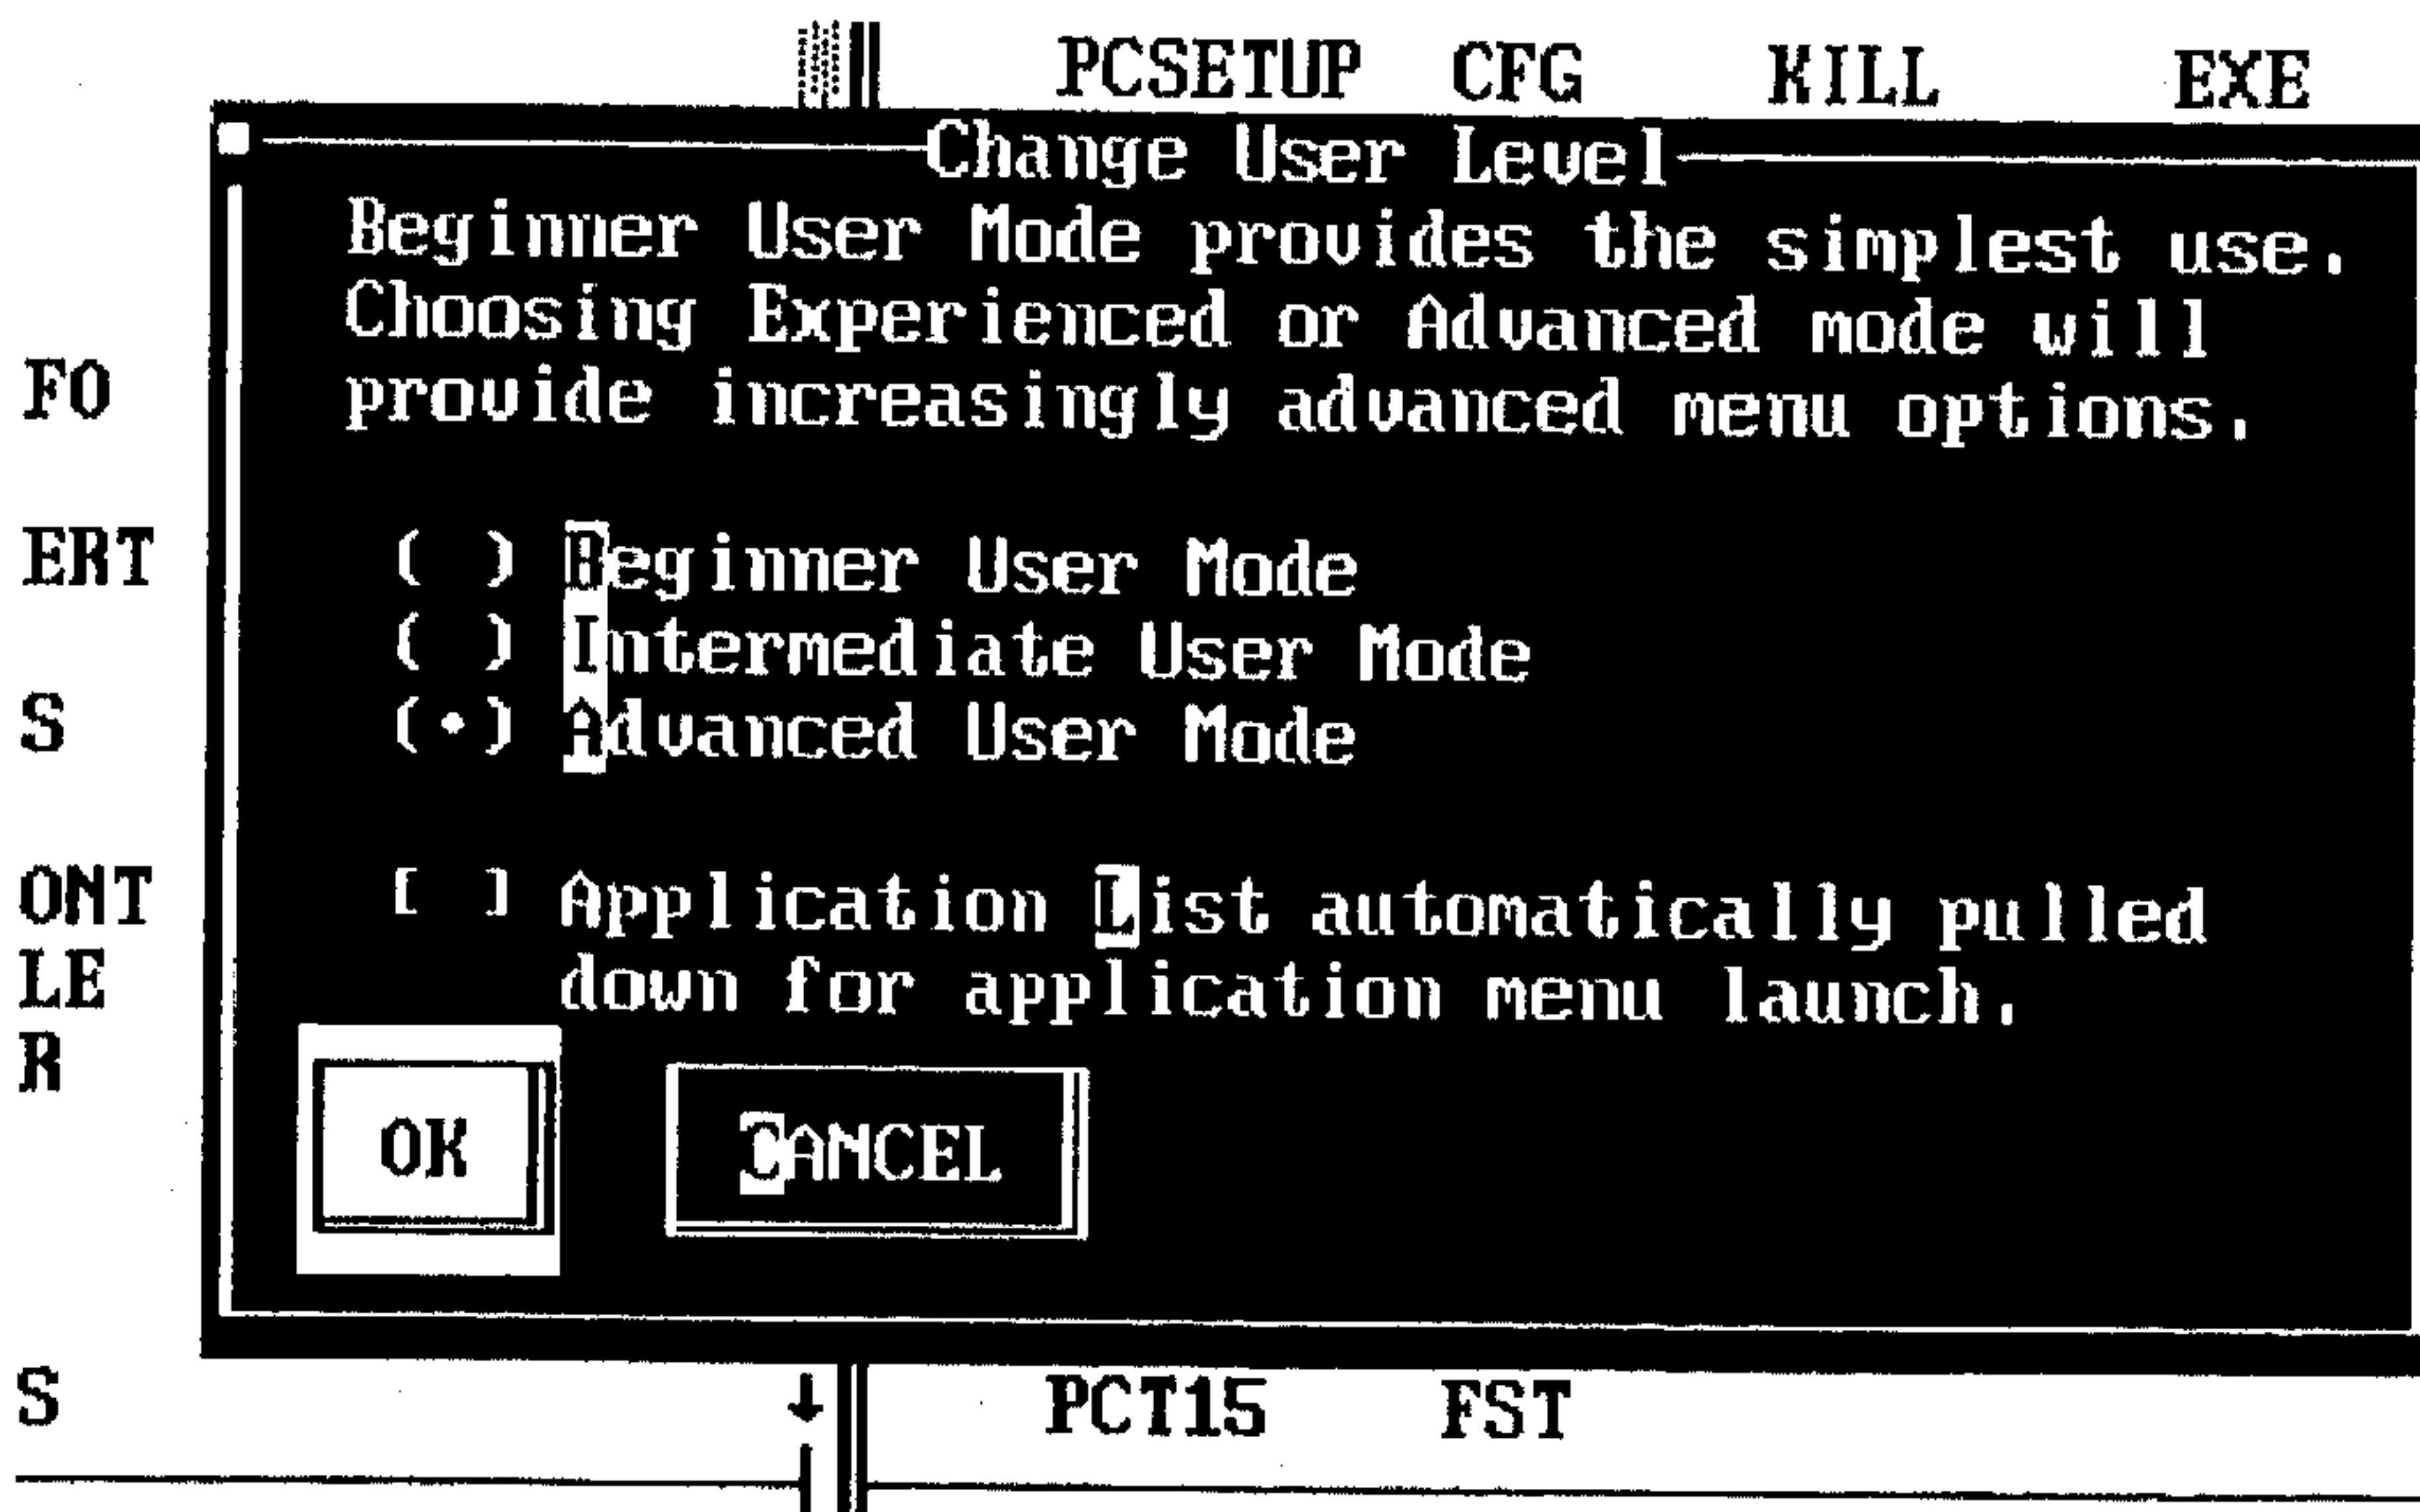 PCSETUP CFG KILL EXE
Change User Level
Beginner User Mode provides the simplest use.
Choosing Experienced or Advanced mode will
FO
provide increasingly advanced menu options.
ERT
( ) Beginner User Mode
( ) Intermediate User Mode
S
(•) Advanced User Mode
ONT
[ ] Application List automatically pulled
LE
down for application menu launch.
R
OK CANCEL
S
PCT15 FST